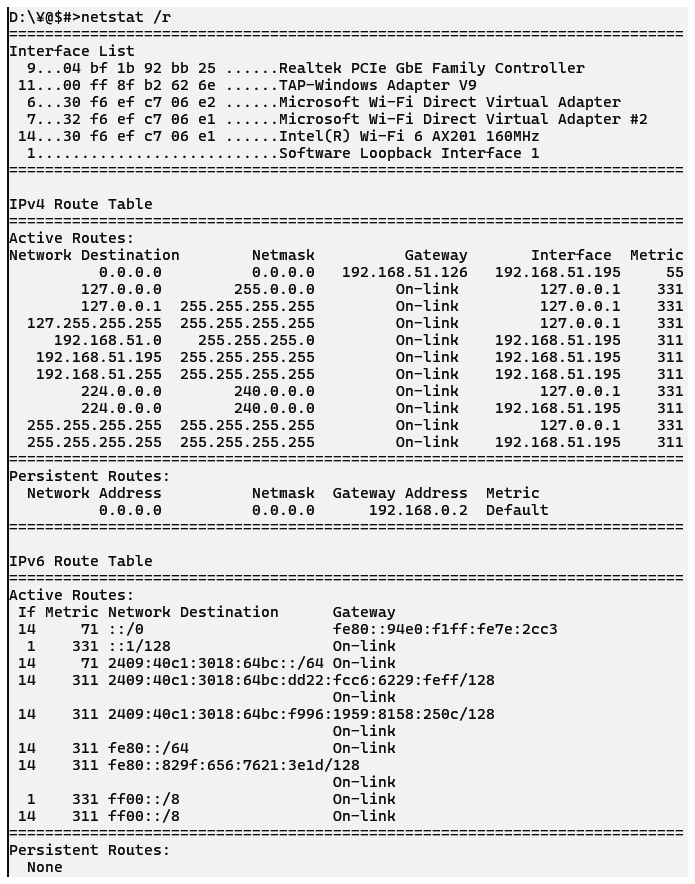 D:\¥@$#>netstat /r
===========================================================================
Interface List
  9...04 bf 1b 92 bb 25 ......Realtek PCIe GbE Family Controller
 11...00 ff 8f b2 62 6e ......TAP-Windows Adapter V9
  6...30 f6 ef c7 06 e2 ......Microsoft Wi-Fi Direct Virtual Adapter
  7...32 f6 ef c7 06 e1 ......Microsoft Wi-Fi Direct Virtual Adapter #2
 14...30 f6 ef c7 06 e1 ......Intel(R) Wi-Fi 6 AX201 160MHz
  1...........................Software Loopback Interface 1
===========================================================================

IPv4 Route Table
===========================================================================
Active Routes:
Network Destination        Netmask          Gateway       Interface  Metric
          0.0.0.0          0.0.0.0   192.168.51.126   192.168.51.195     55
        127.0.0.0        255.0.0.0         On-link         127.0.0.1    331
        127.0.0.1  255.255.255.255         On-link         127.0.0.1    331
  127.255.255.255  255.255.255.255         On-link         127.0.0.1    331
     192.168.51.0    255.255.255.0         On-link    192.168.51.195    311
   192.168.51.195  255.255.255.255         On-link    192.168.51.195    311
   192.168.51.255  255.255.255.255         On-link    192.168.51.195    311
        224.0.0.0        240.0.0.0         On-link         127.0.0.1    331
        224.0.0.0        240.0.0.0         On-link    192.168.51.195    311
  255.255.255.255  255.255.255.255         On-link         127.0.0.1    331
  255.255.255.255  255.255.255.255         On-link    192.168.51.195    311
===========================================================================
Persistent Routes:
  Network Address          Netmask  Gateway Address  Metric
          0.0.0.0          0.0.0.0      192.168.0.2  Default
===========================================================================

IPv6 Route Table
===========================================================================
Active Routes:
 If Metric Network Destination      Gateway
 14     71 ::/0                     fe80::94e0:f1ff:fe7e:2cc3
  1    331 ::1/128                  On-link
 14     71 2409:40c1:3018:64bc::/64 On-link
 14    311 2409:40c1:3018:64bc:dd22:fcc6:6229:feff/128
                                    On-link
 14    311 2409:40c1:3018:64bc:f996:1959:8158:250c/128
                                    On-link
 14    311 fe80::/64                On-link
 14    311 fe80::829f:656:7621:3e1d/128
                                    On-link
  1    331 ff00::/8                 On-link
 14    311 ff00::/8                 On-link
===========================================================================
Persistent Routes:
  None